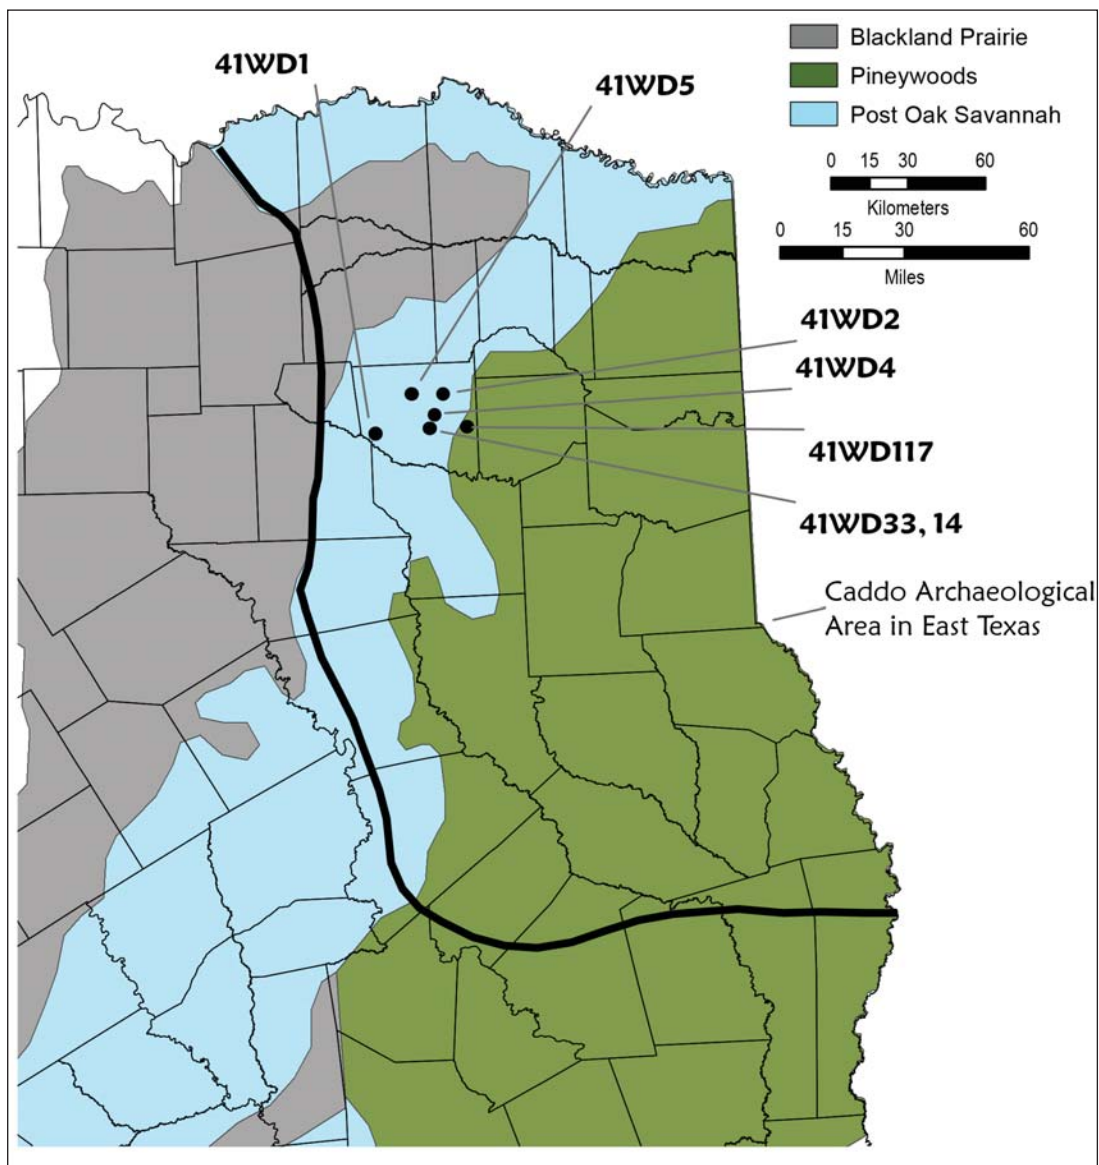 41WD1
41WD5
Blackland Prairie
Pineywoods
Post Oak Savannah
0 15 30 60
Kilometers
0 15 30 60
Miles
41WD2
41WD4
41WD117
41WD33, 14
Caddo Archaeological
Area in East Texas